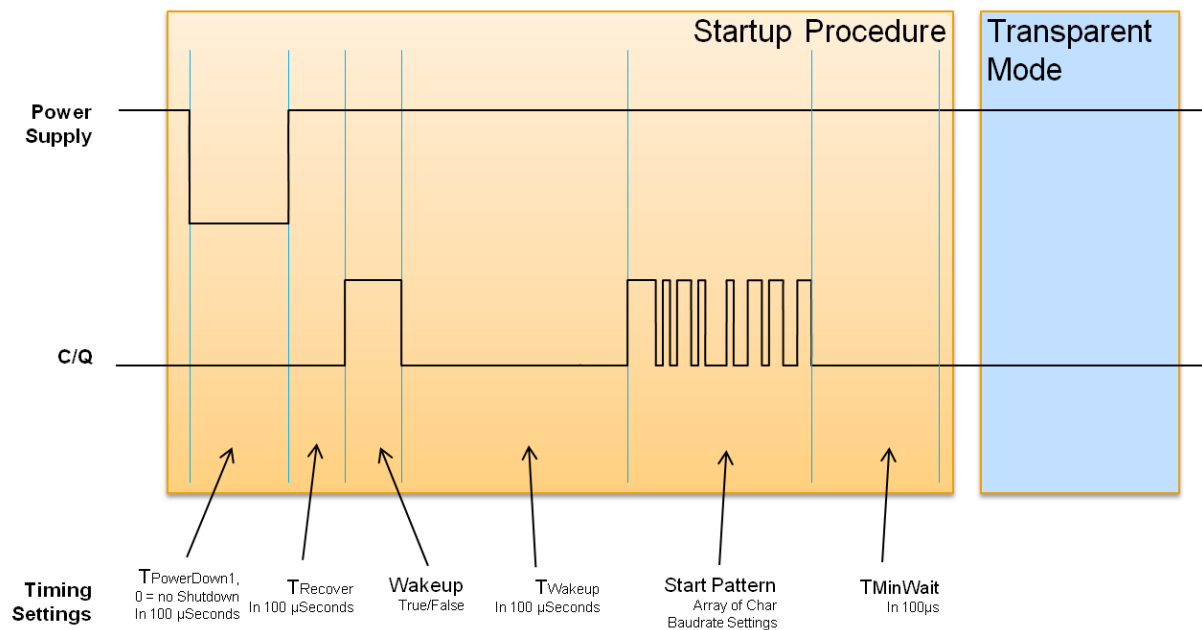 Startup Procedure
Transparent
Mode
Power
Supply
C/Q
Timing
Settings
TPowerDown1,
0 = no Shutdown
In 100 µSeconds
TRecover
In 100 µSeconds
Wakeup
True/False
TWakeup
In 100 µSeconds
Start Pattern
Array of Char
Baudrate Settings
TMinWait
In 100µs